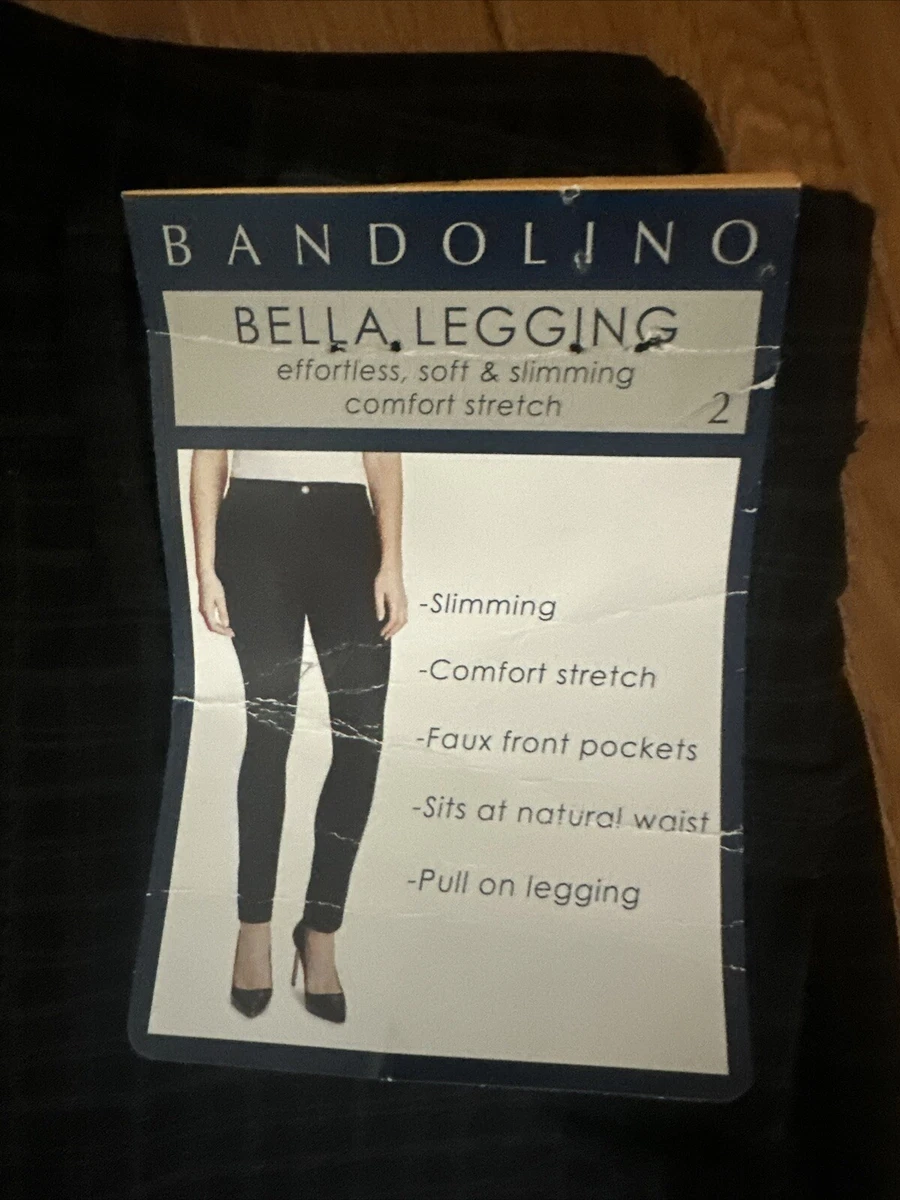 BANDOLINO
BELLA LEGGING
effortless, soft & slimming
comfort stretch
2
-Slimming
-Comfort stretch
-Faux front pockets
-Sits at natural waist
-Pull on legging